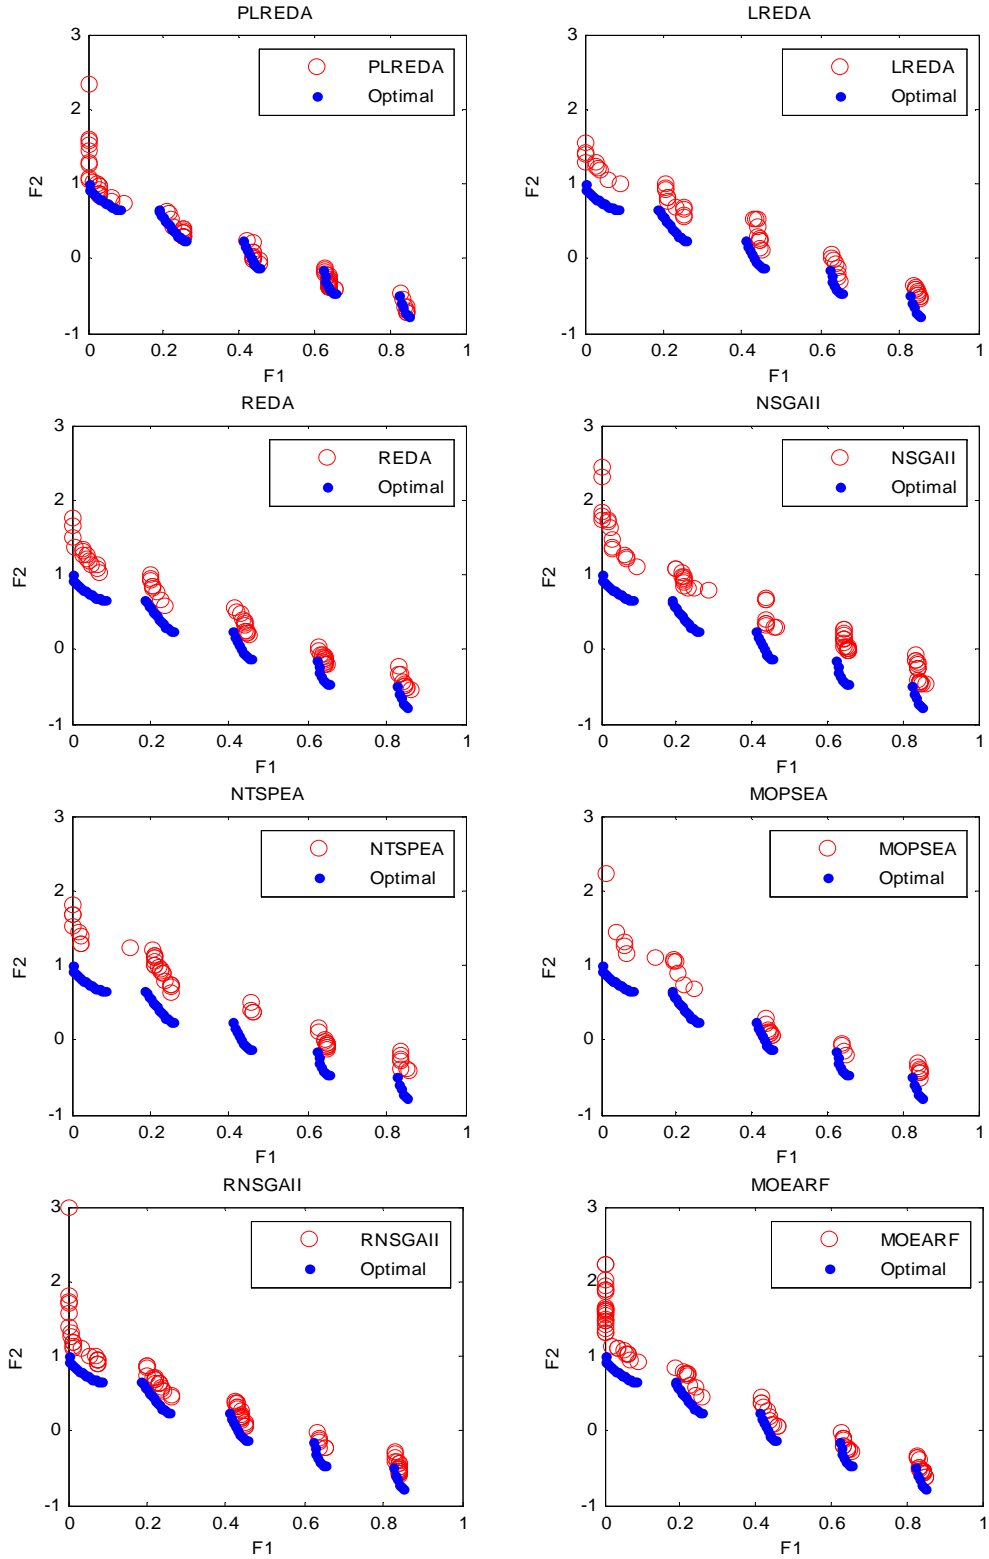 PLREDA
3
2
1
0
-1
F2
PLREDA
Optimal
0
0.2
0.4
0.6
0.8
1
F1
LREDA
3
2
1
0
-1
F2
LREDA
Optimal
0
0.2
0.4
0.6
0.8
1
F1
REDA
3
2
1
0
-1
F2
REDA
Optimal
0
0.2
0.4
0.6
0.8
1
F1
NSGAII
3
2
1
0
-1
F2
NSGAII
Optimal
0
0.2
0.4
0.6
0.8
1
F1
NTSPEA
3
2
1
0
-1
F2
NTSPEA
Optimal
0
0.2
0.4
0.6
0.8
1
F1
MOPSEA
3
2
1
0
-1
F2
MOPSEA
Optimal
0
0.2
0.4
0.6
0.8
1
F1
RNSGAII
3
2
1
0
-1
F2
RNSGAII
Optimal
0
0.2
0.4
0.6
0.8
1
F1
MOEARF
3
2
1
0
-1
F2
MOEARF
Optimal
0
0.2
0.4
0.6
0.8
1
F1